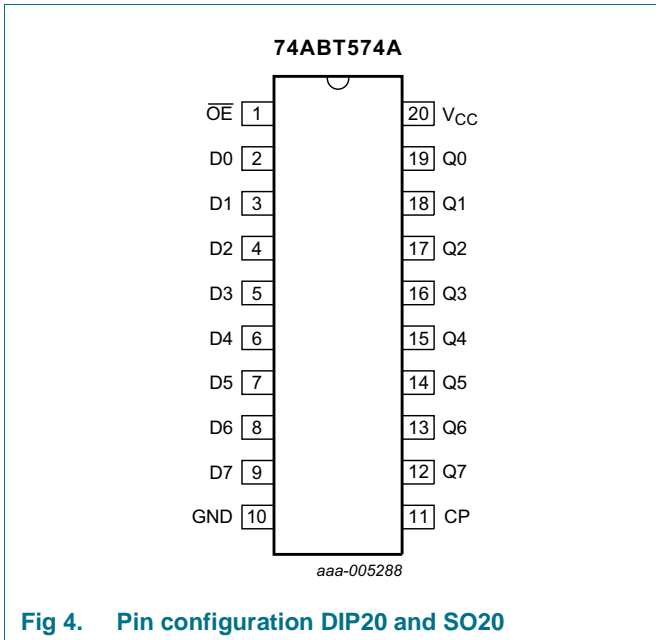 74ABT574A
OE 1 20 VCC
D0 2 19 Q0
D1 3 18 Q1
D2 4 17 Q2
D3 5 16 Q3
D4 6 15 Q4
D5 7 14 Q5
D6 8 13 Q6
D7 9 12 Q7
GND 10 11 CP
aaa-005288
Fig 4. Pin configuration DIP20 and SO20